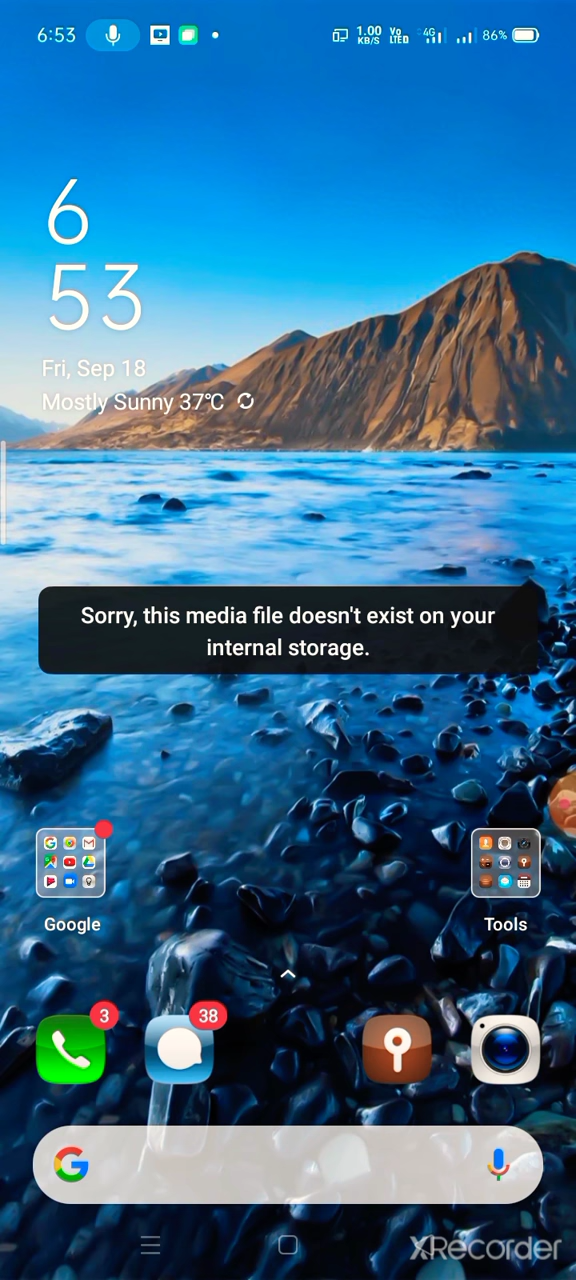 6:53
1.00
KB/S
Vo
LTED
4G
86%
6
53
Fri, Sep 18
Mostly Sunny 37℃
Sorry, this media file doesn't exist on your
internal storage.
Google
Tools
3
38
XRecorder